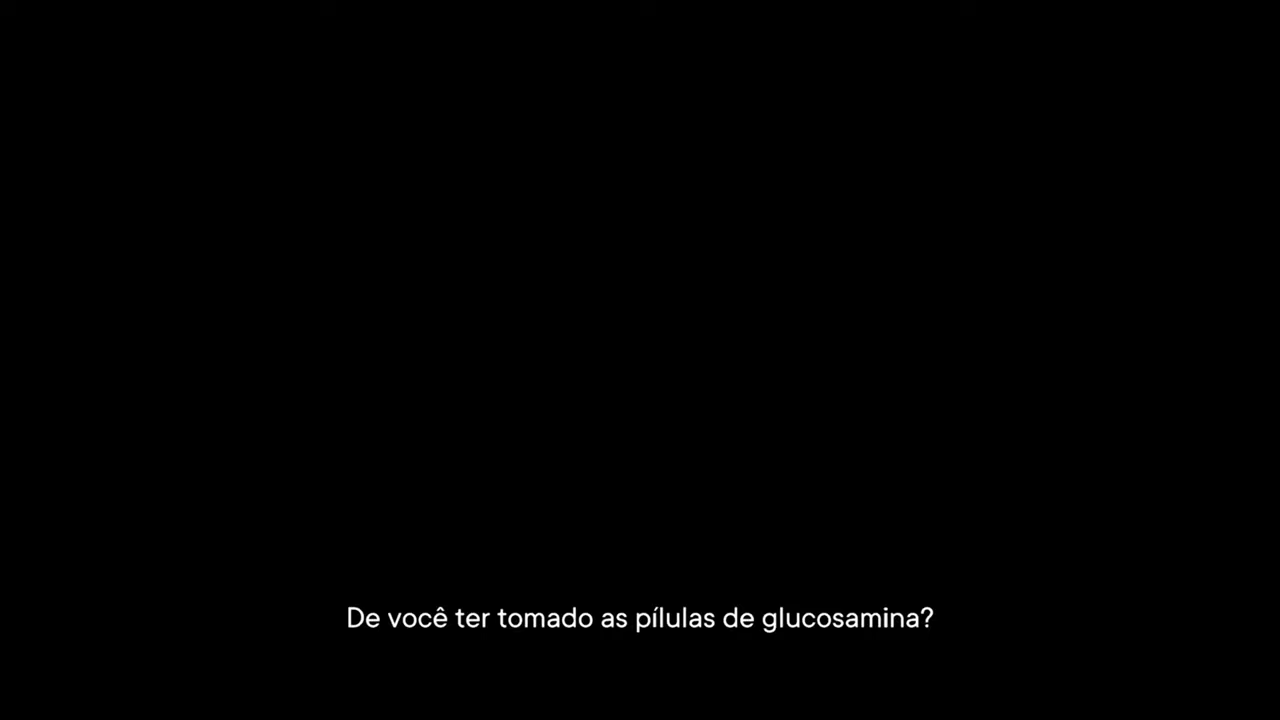 De você ter tomado as pílulas de glucosamina?